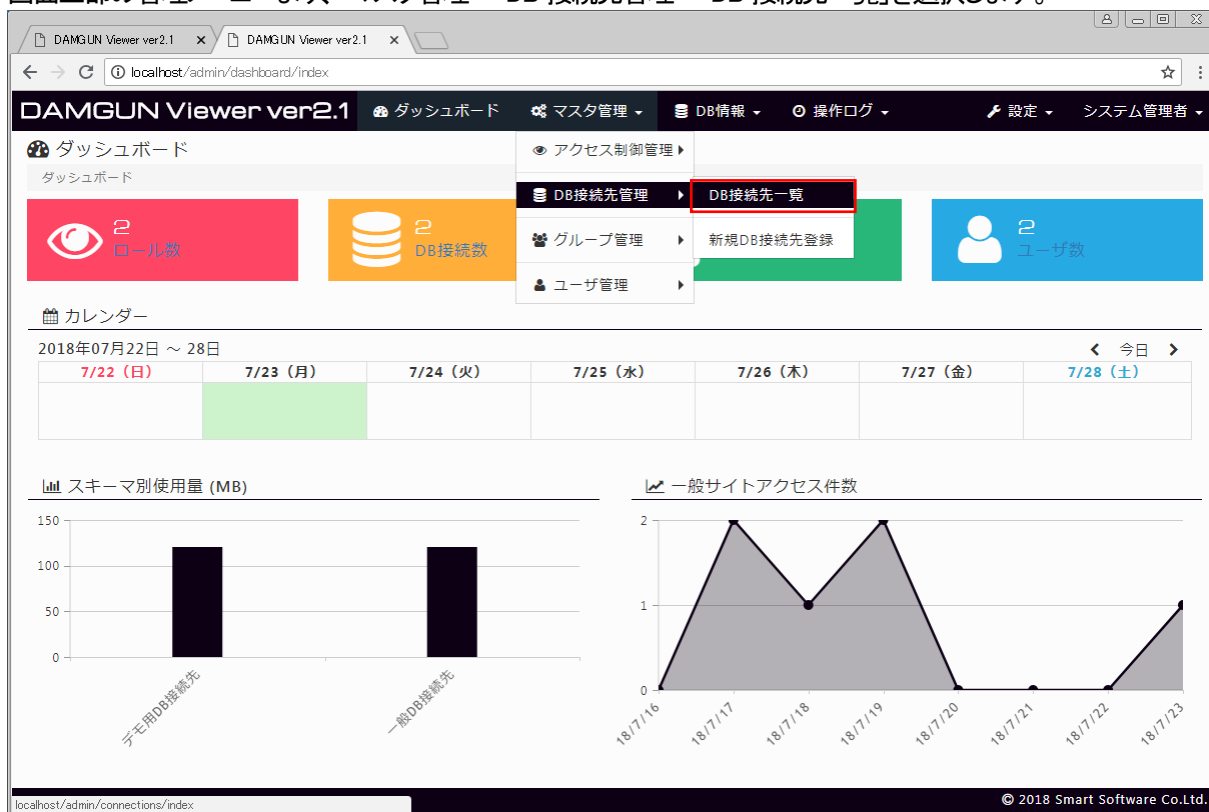 DAMGUN Viewer ver2.1
DAMGUN Viewer ver2.1
localhost/admin/dashboard/index
DAMGUN Viewer ver2.1 ダッシュボード マスタ管理 DB情報 操作ログ 設定 システム管理者
ダッシュボード
アクセス制御管理
ダッシュボード
DB接続先管理
DB接続先一覧
グループ管理
新規DB接続先登録
ユーザ管理
2
ロール数
2
DB接続数
2
ユーザ数
カレンダー
2018年07月22日 ~ 28日
今日
7/22(日) 7/23(月) 7/24(火) 7/25(水) 7/26(木) 7/27(金) 7/28(土)
スキーマ別使用量 (MB)
150
100
50
0
デモ用DB接続先
一般DB接続先
一般サイトアクセス件数
2
1
0
18/7/16
18/7/17
18/7/18
18/7/19
18/7/20
18/7/21
18/7/22
18/7/23
localhost/admin/connections/index
© 2018 Smart Software Co.Ltd.